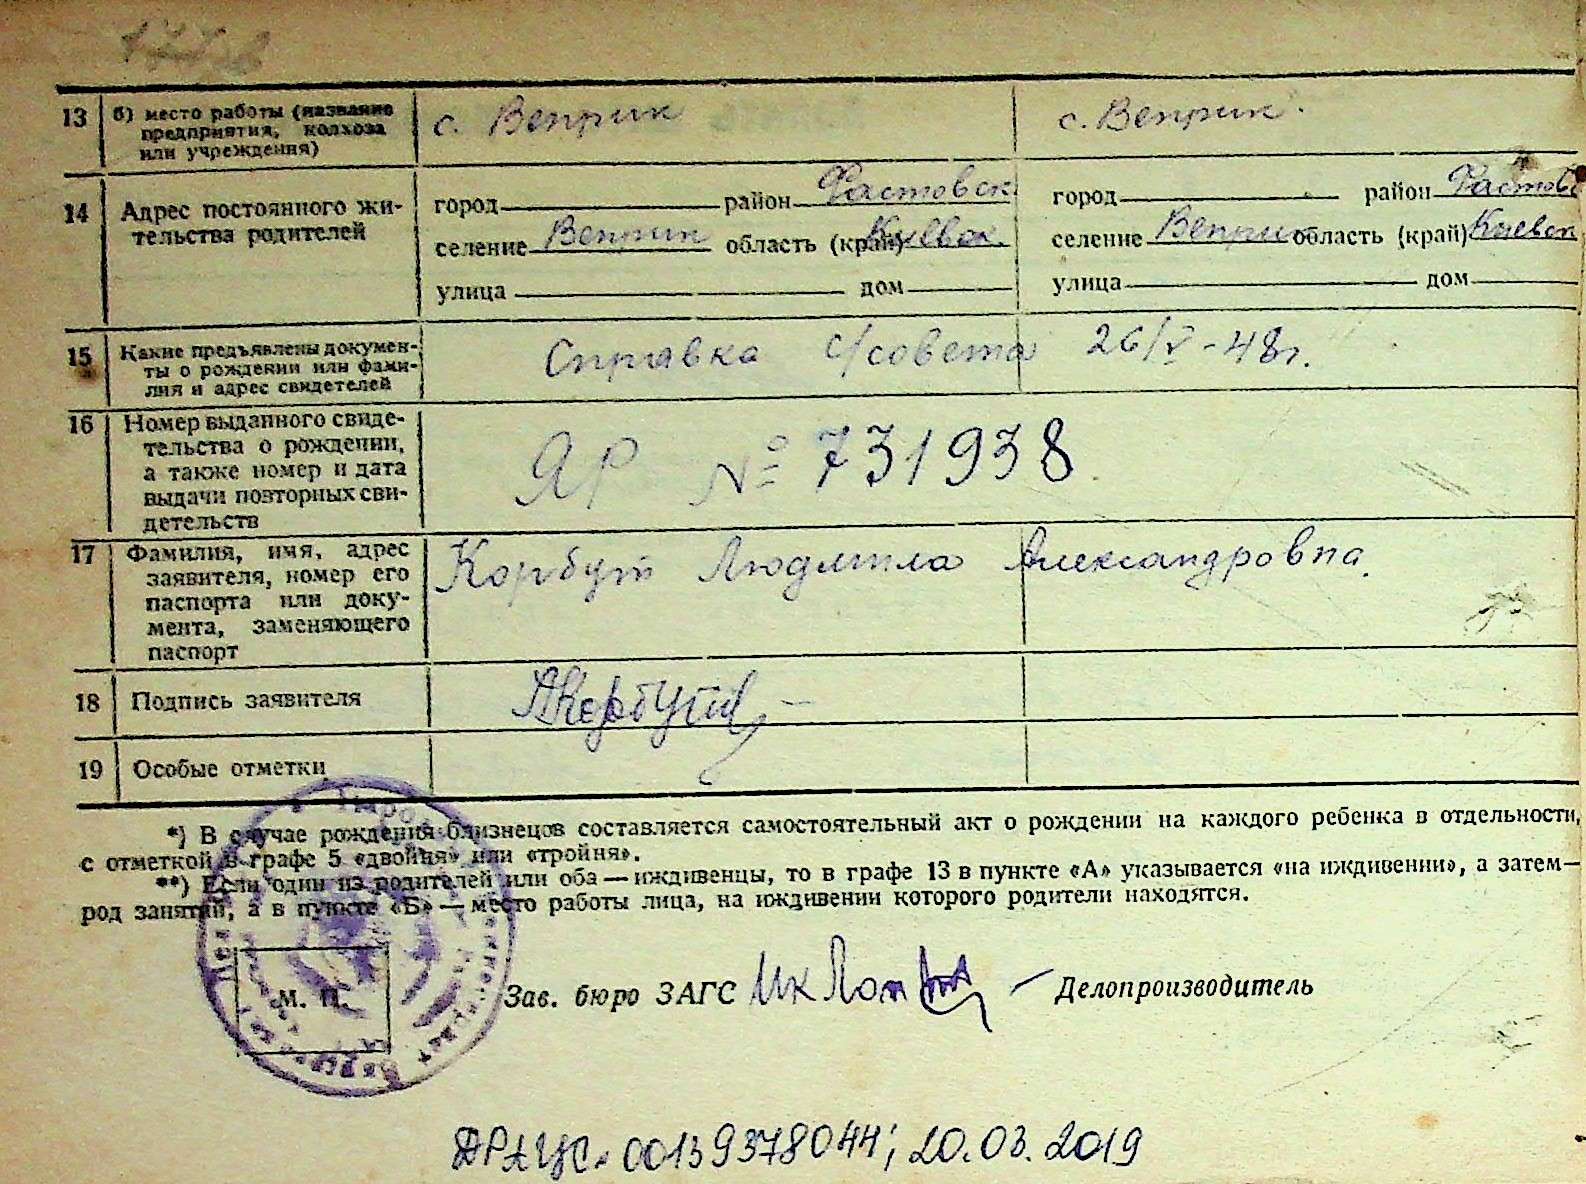 13 б) место работы (название предприятия, колхоза или учреждения) с. Веприк с. Веприк.
14 Адрес постоянного жительства родителей
город район Фастовск. город район Фастовс
селение Веприк область (край) Киевск. селение Веприк область (край) Киевск
улица дом улица дом
15 Какие предъявлены документы о рождении или фамилия и адрес свидетелей Справка с/совета 26/V-48г.
16 Номер выданного свидетельства о рождении, а также номер и дата выдачи повторных свидетельств ЯР № 731938
17 Фамилия, имя, адрес заявителя, номер его паспорта или документа, заменяющего паспорт Корбут Людмила Александровна.
18 Подпись заявителя
19 Особые отметки
*) В случае рождения близнецов составляется самостоятельный акт о рождении на каждого ребенка в отдельности,
с отметкой в графе 5 «двойня» или «тройня».
**) Если один из родителей или оба — иждивенцы, то в графе 13 в пункте «А» указывается «на иждивении», а затем—
род занятий, а в пункте «Б» — место работы лица, на иждивении которого родители находятся.
М. П.
Зав. бюро ЗАГС Делопроизводитель
ДРАЦС. 00139378044; 20.03.2019